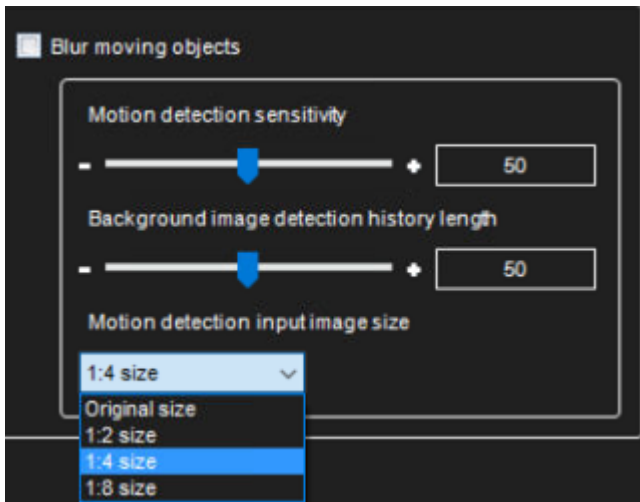 Blur moving objects
Motion detection sensitivity
- + 50
Background image detection history length
- + 50
Motion detection input image size
1:4 size
Original size
1:2 size
1:4 size
1:8 size